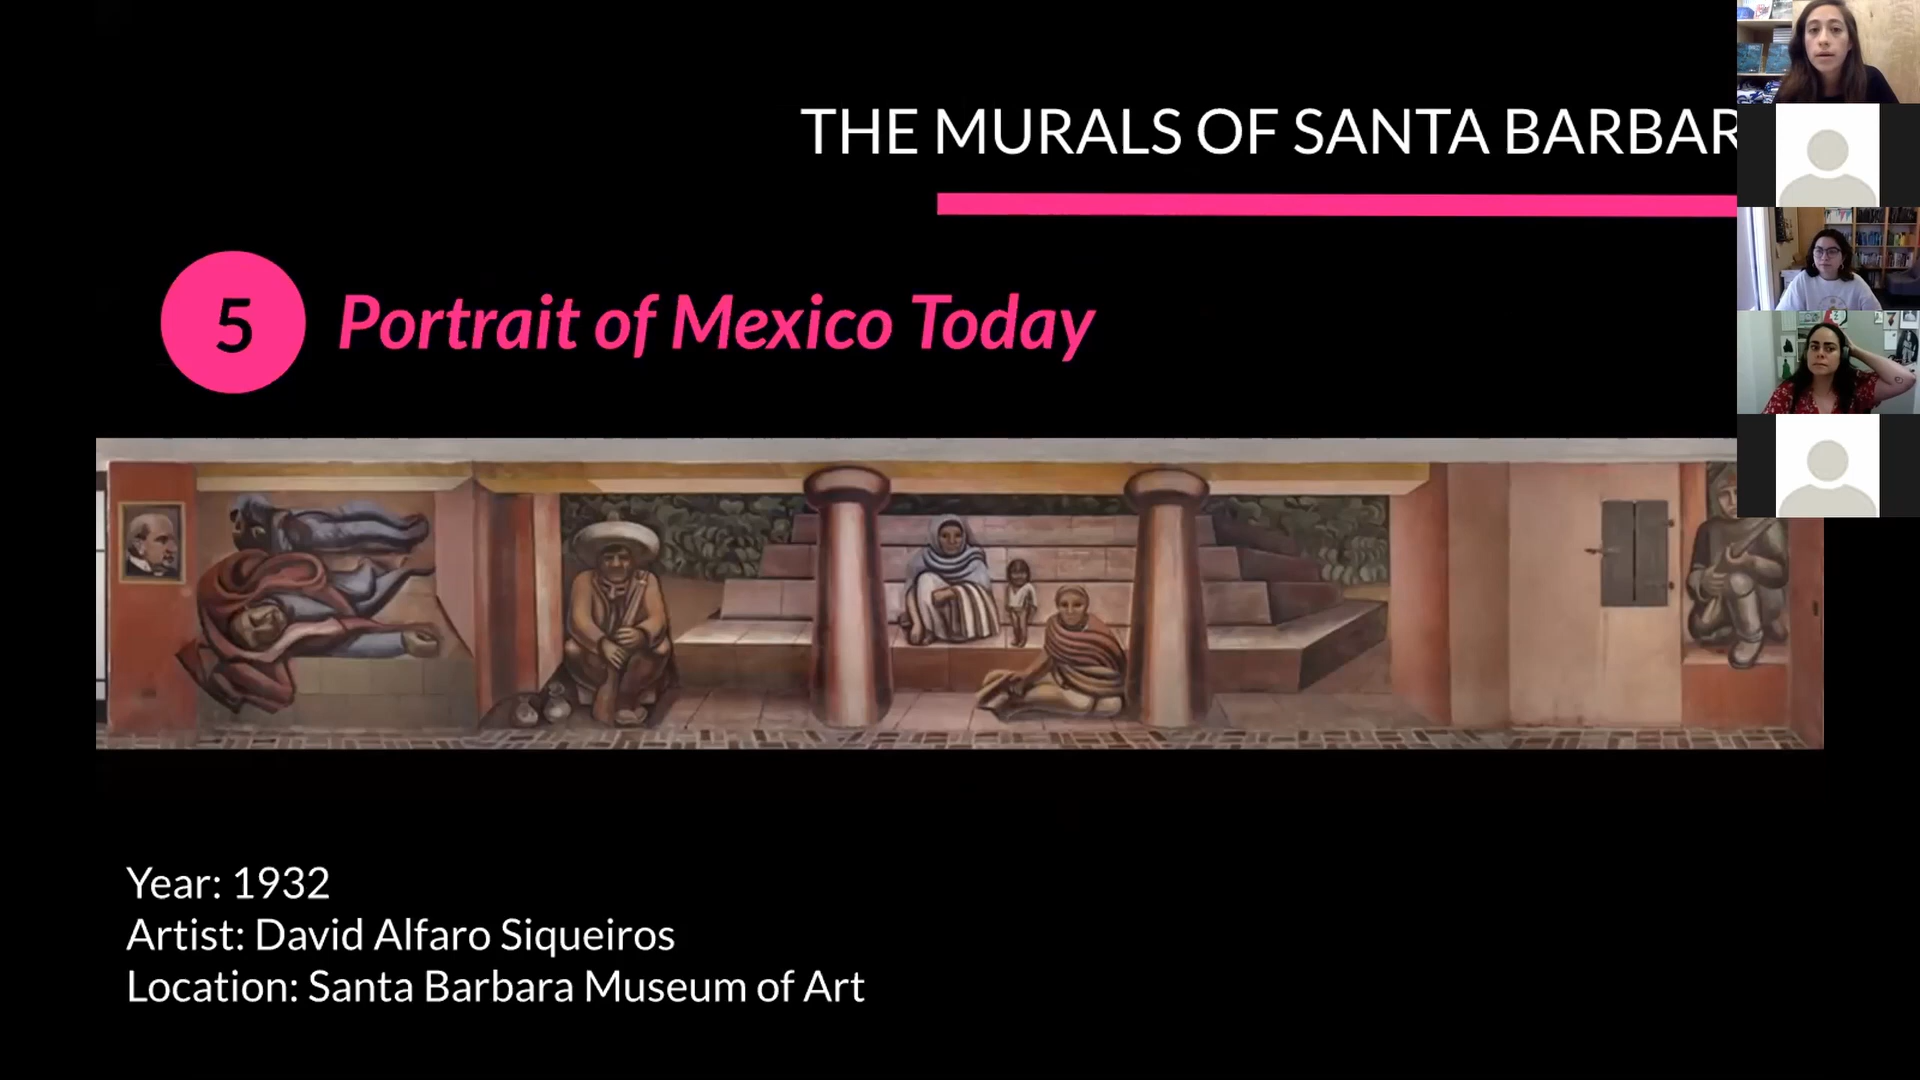 THE MURALS OF SANTA BARBAR
5
Portrait of Mexico Today
Year: 1932
Artist: David Alfaro Siqueiros
Location: Santa Barbara Museum of Art